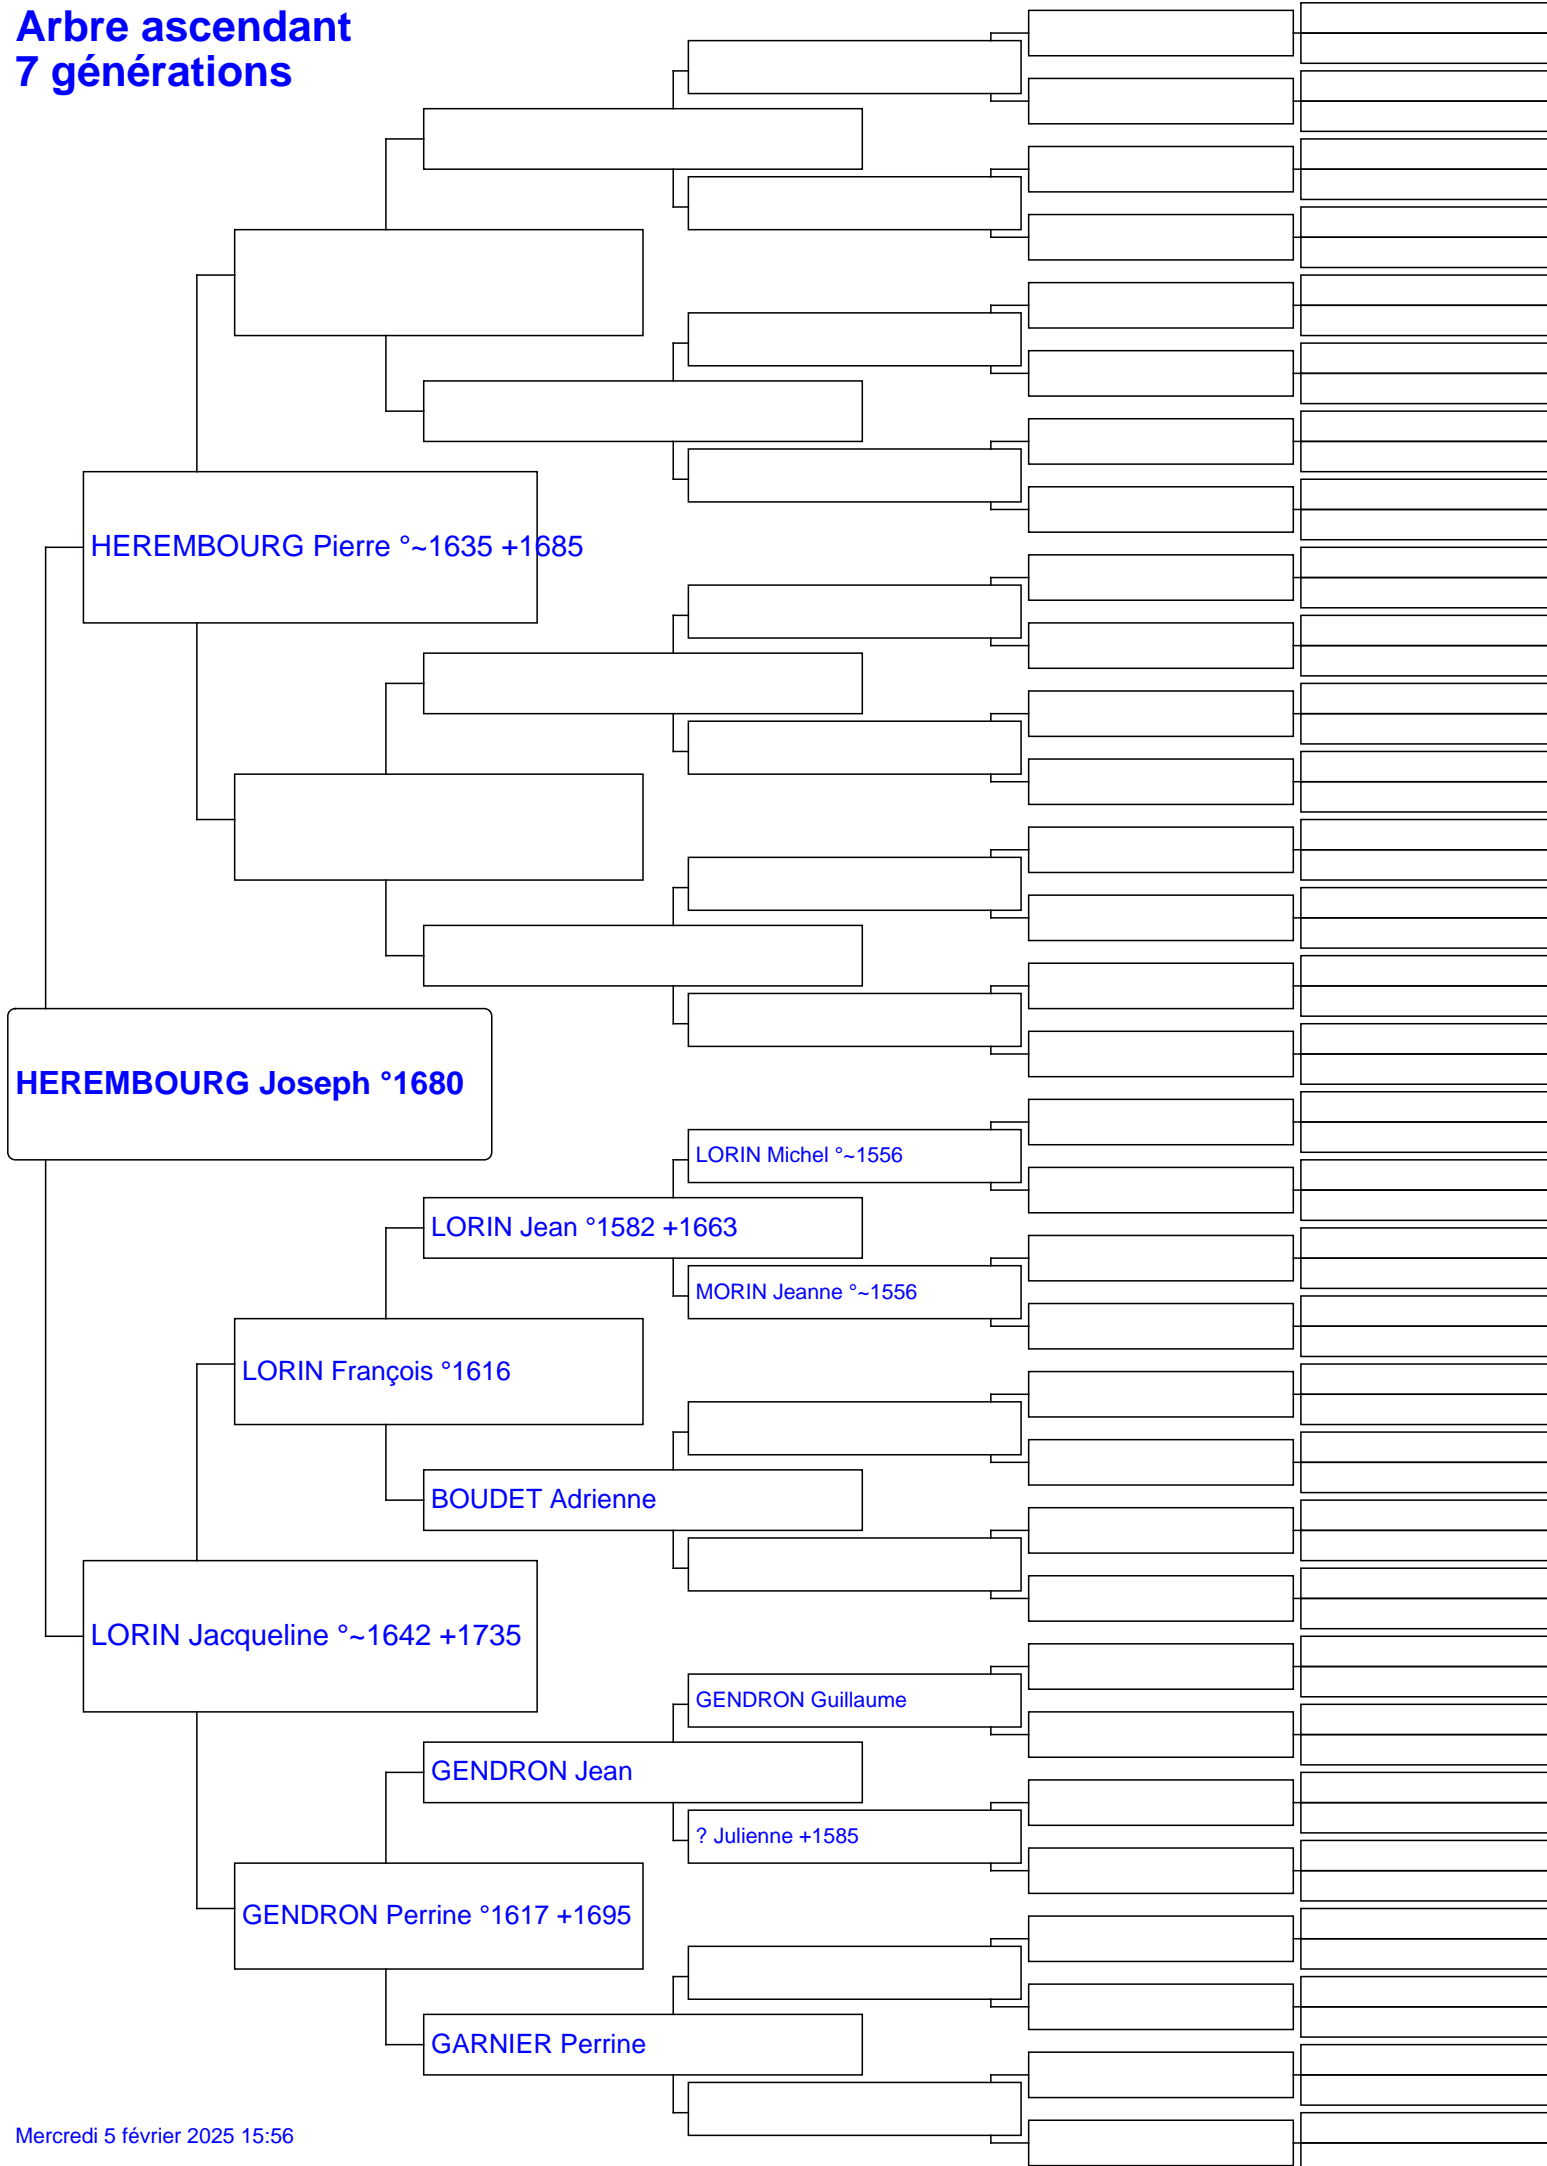 Arbre ascendant
7 générations
HEREMBOURG Pierre °~1635 +1685
HEREMBOURG Joseph °1680
LORIN Michel °~1556
LORIN Jean °1582 +1663
MORIN Jeanne °~1556
LORIN François °1616
BOUDET Adrienne
LORIN Jacqueline °~1642 +1735
GENDRON Guillaume
GENDRON Jean
? Julienne +1585
GENDRON Perrine °1617 +1695
GARNIER Perrine
Mercredi 5 février 2025 15:56